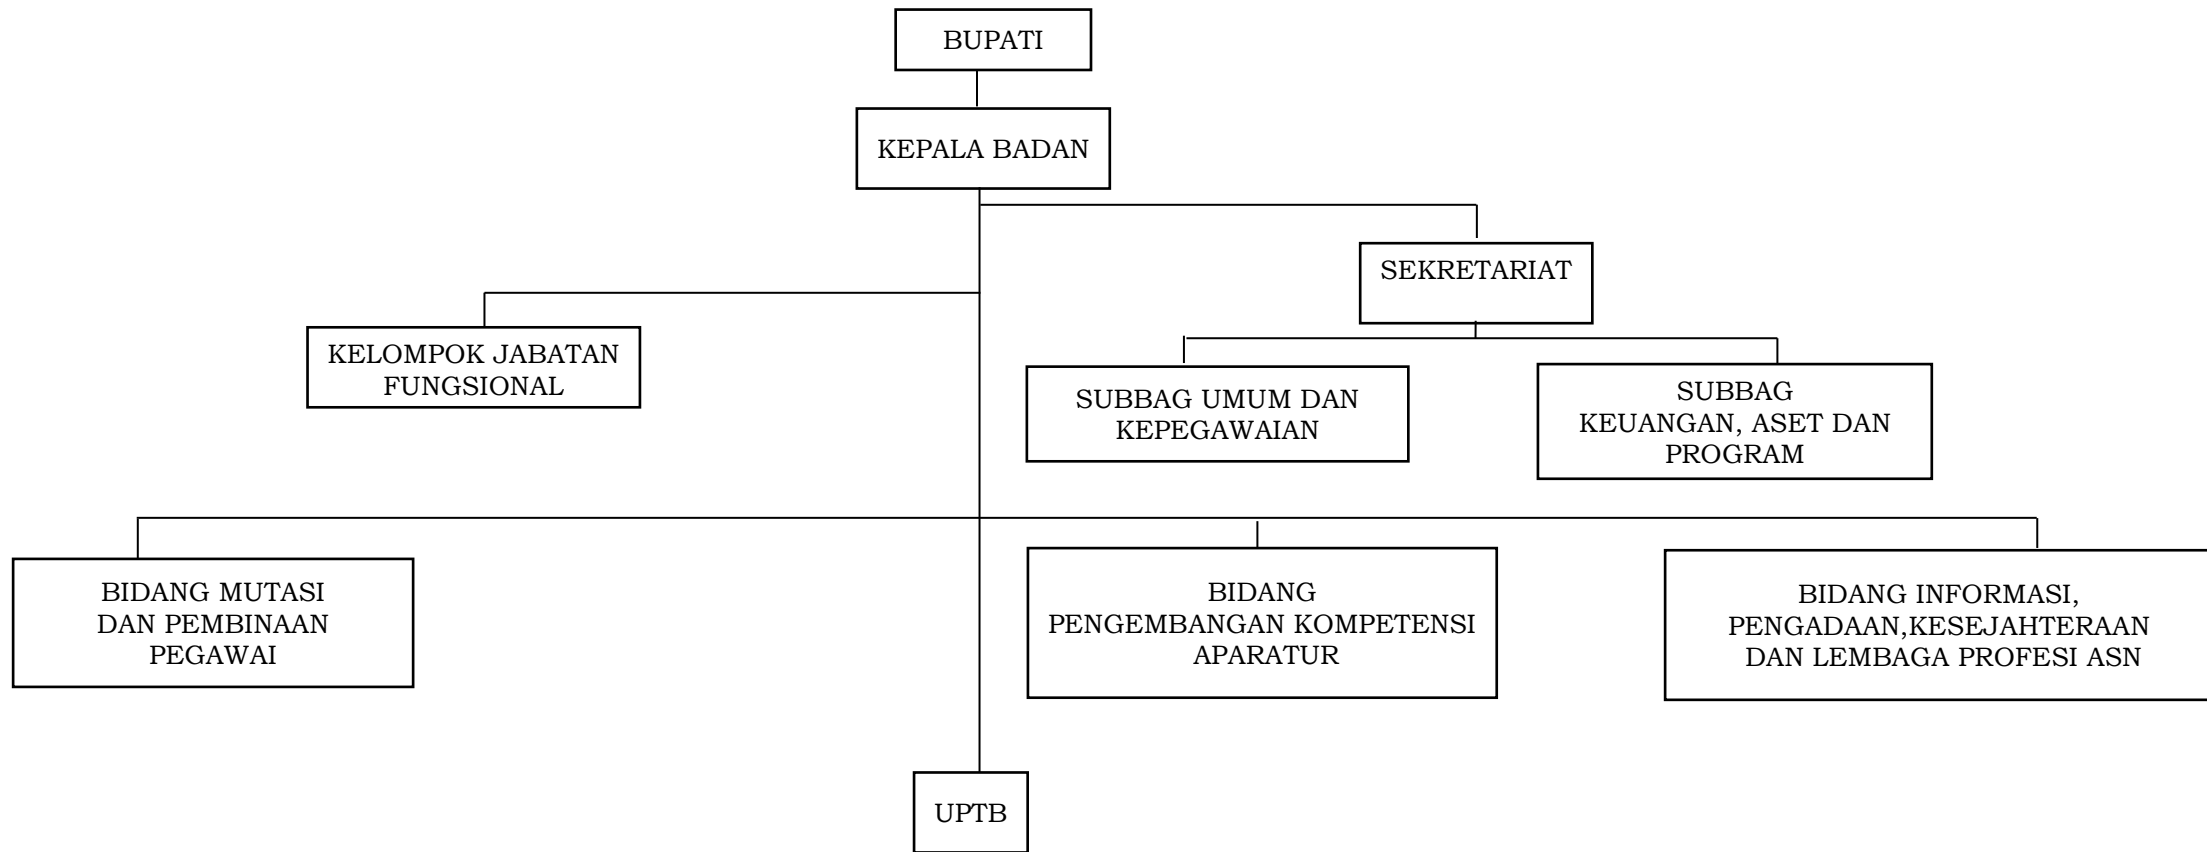 BUPATI
KEPALA BADAN
SEKRETARIAT
KELOMPOK JABATAN
FUNGSIONAL
SUBBAG UMUM DAN
KEPEGAWAIAN
SUBBAG
KEUANGAN, ASET DAN
PROGRAM
BIDANG MUTASI
DAN PEMBINAAN
PEGAWAI
BIDANG
PENGEMBANGAN KOMPETENSI
APARATUR
BIDANG INFORMASI,
PENGADAAN,KESEJAHTERAAN
DAN LEMBAGA PROFESI ASN
UPTB